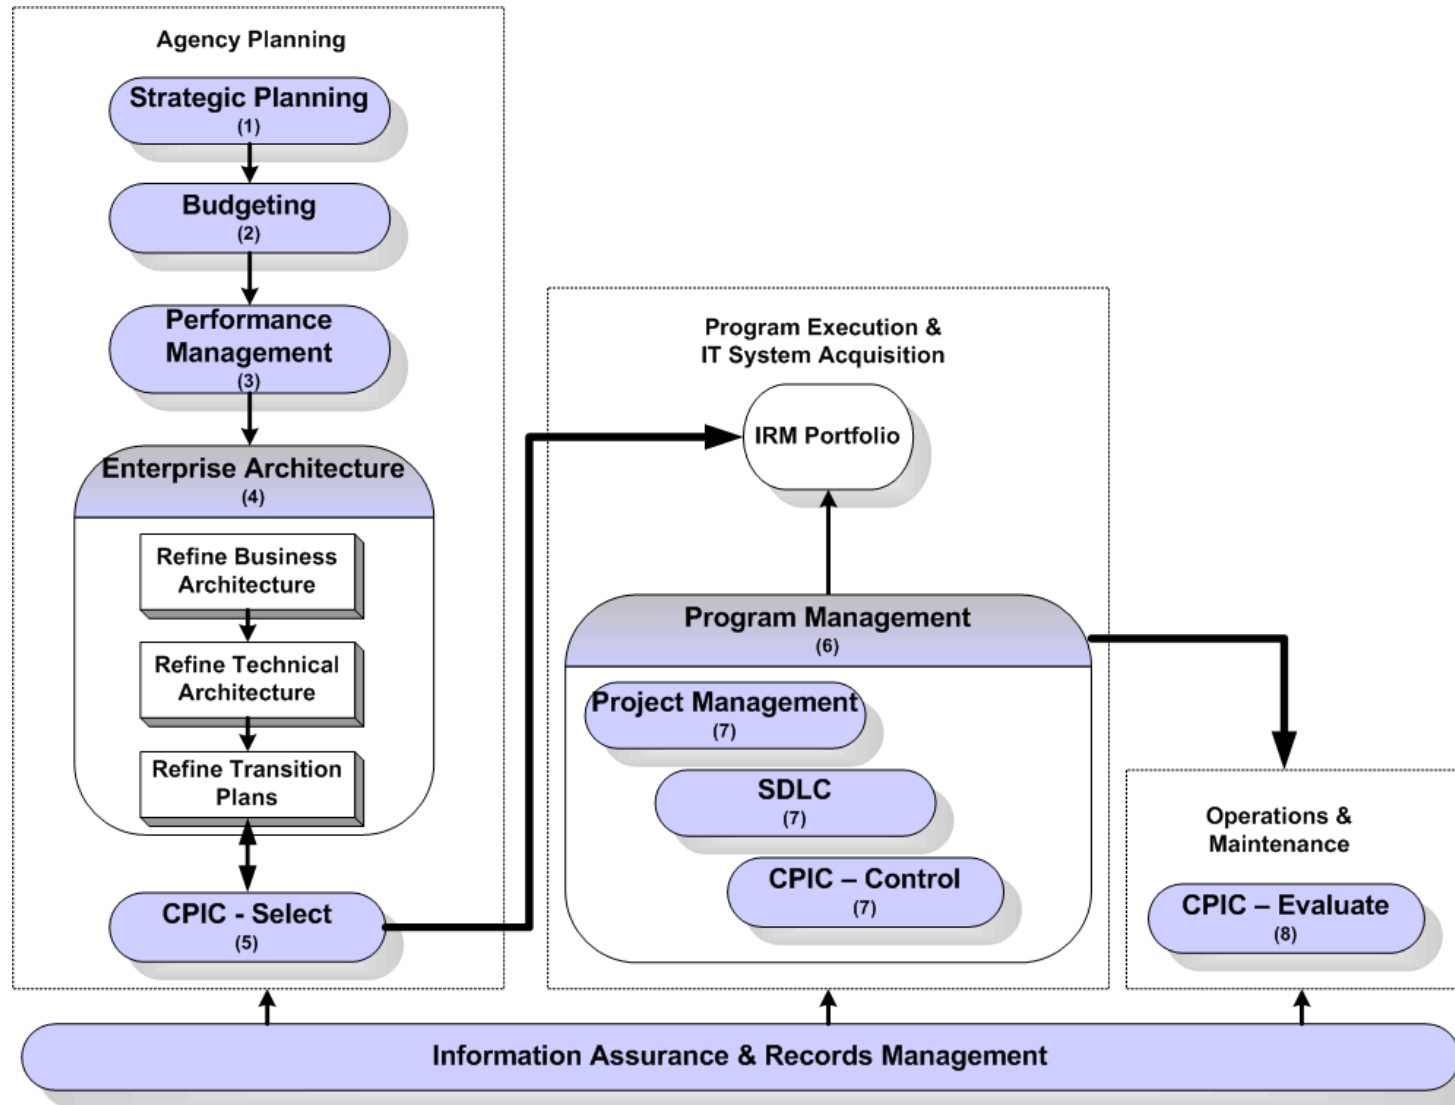 Agency Planning
Strategic Planning
(1)
Budgeting
(2)
Performance
Management
(3)
Enterprise Architecture
(4)
Refine Business
Architecture
Refine Technical
Architecture
Refine Transition
Plans
CPIC - Select
(5)
Program Execution &
IT System Acquisition
IRM Portfolio
Program Management
(6)
Project Management
(7)
SDLC
(7)
CPIC – Control
(7)
Operations &
Maintenance
CPIC – Evaluate
(8)
Information Assurance & Records Management